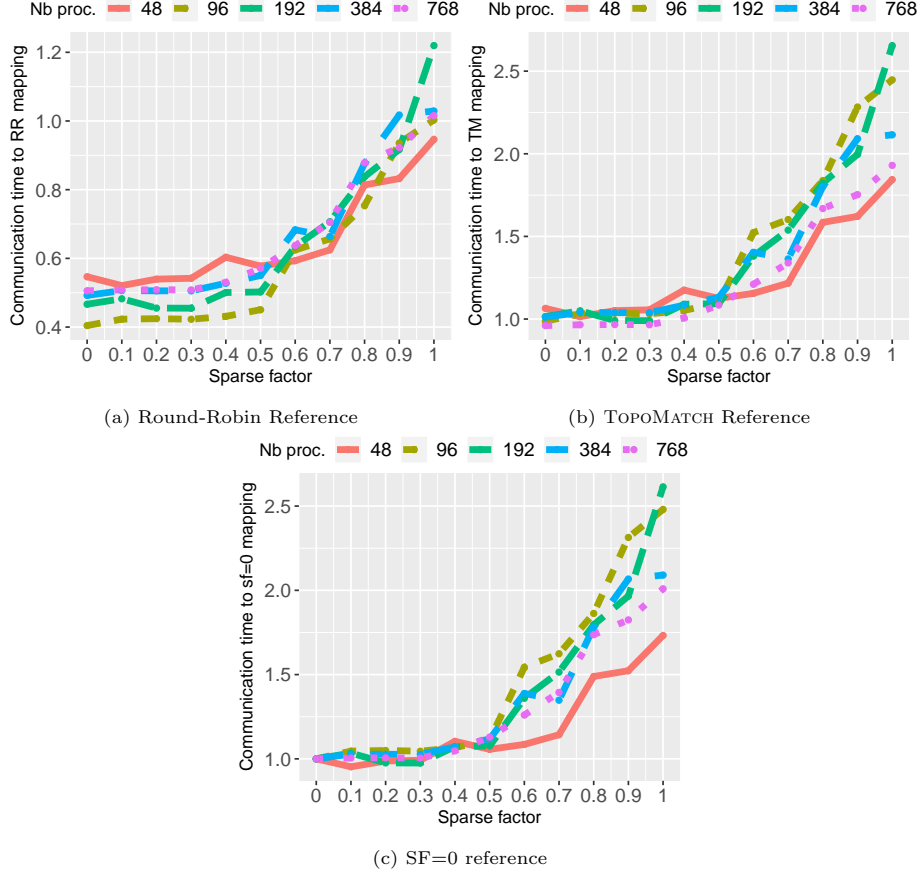 Nb proc. 48 96 192 384 768
Communication time to RR mapping
1.2
1.0
0.8
0.6
0.4
0 0.1 0.2 0.3 0.4 0.5 0.6 0.7 0.8 0.9 1
Sparse factor
(a) Round-Robin Reference
Nb proc. 48 96 192 384 768
Communication time to TM mapping
2.5
2.0
1.5
1.0
0 0.1 0.2 0.3 0.4 0.5 0.6 0.7 0.8 0.9 1
Sparse factor
(b) TOPOMATCH Reference
Nb proc. 48 96 192 384 768
Communication time to sf=0 mapping
2.5
2.0
1.5
1.0
0 0.1 0.2 0.3 0.4 0.5 0.6 0.7 0.8 0.9 1
Sparse factor
(c) SF=0 reference